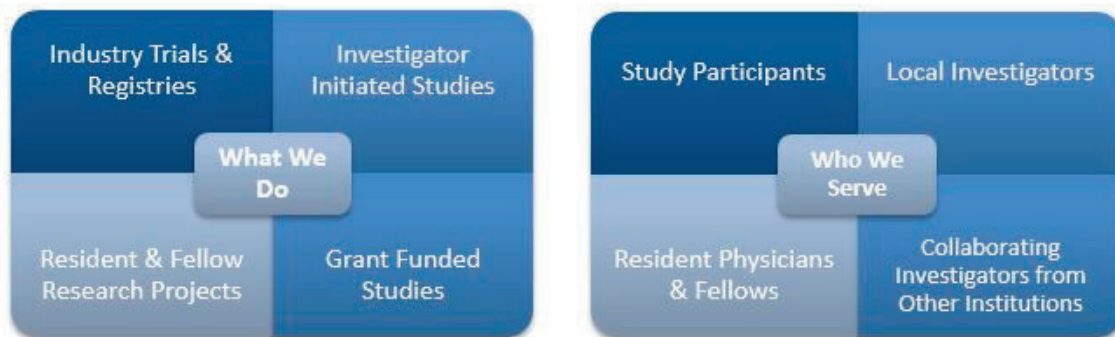 Industry Trials &
Registries
Investigator
Initiated Studies
What We
Do
Resident & Fellow
Research Projects
Grant Funded
Studies
Study Participants
Local Investigators
Who We
Serve
Resident Physicians
& Fellows
Collaborating
Investigators from
Other Institutions